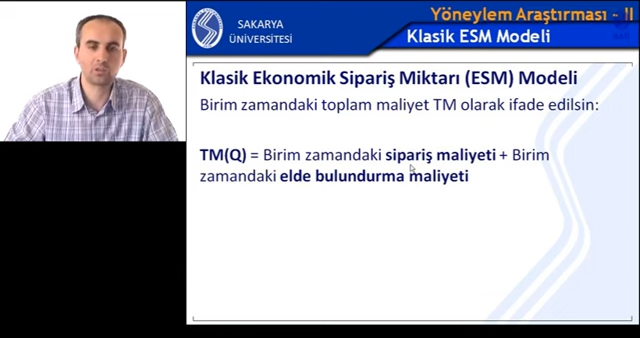 Yöneylem Araştırması - II
SAKARYA
ÜNİVERSİTESİ
Klasik ESM Modeli
Klasik Ekonomik Sipariş Miktarı (ESM) Modeli
Birim zamandaki toplam maliyet TM olarak ifade edilsin:
TM(Q) = Birim zamandaki sipariş maliyeti + Birim
zamandaki elde bulundurma maliyeti